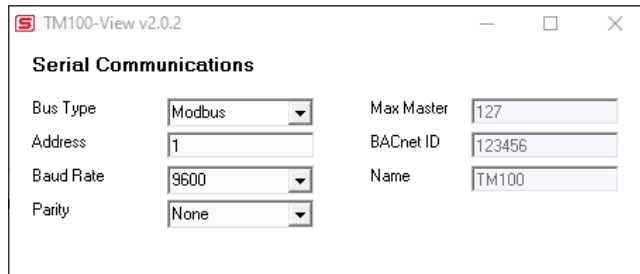 S TM100-View v2.0.2
Serial Communications
Bus Type Modbus Max Master 127
Address 1 BACnet ID 123456
Baud Rate 9600 Name TM100
Parity None